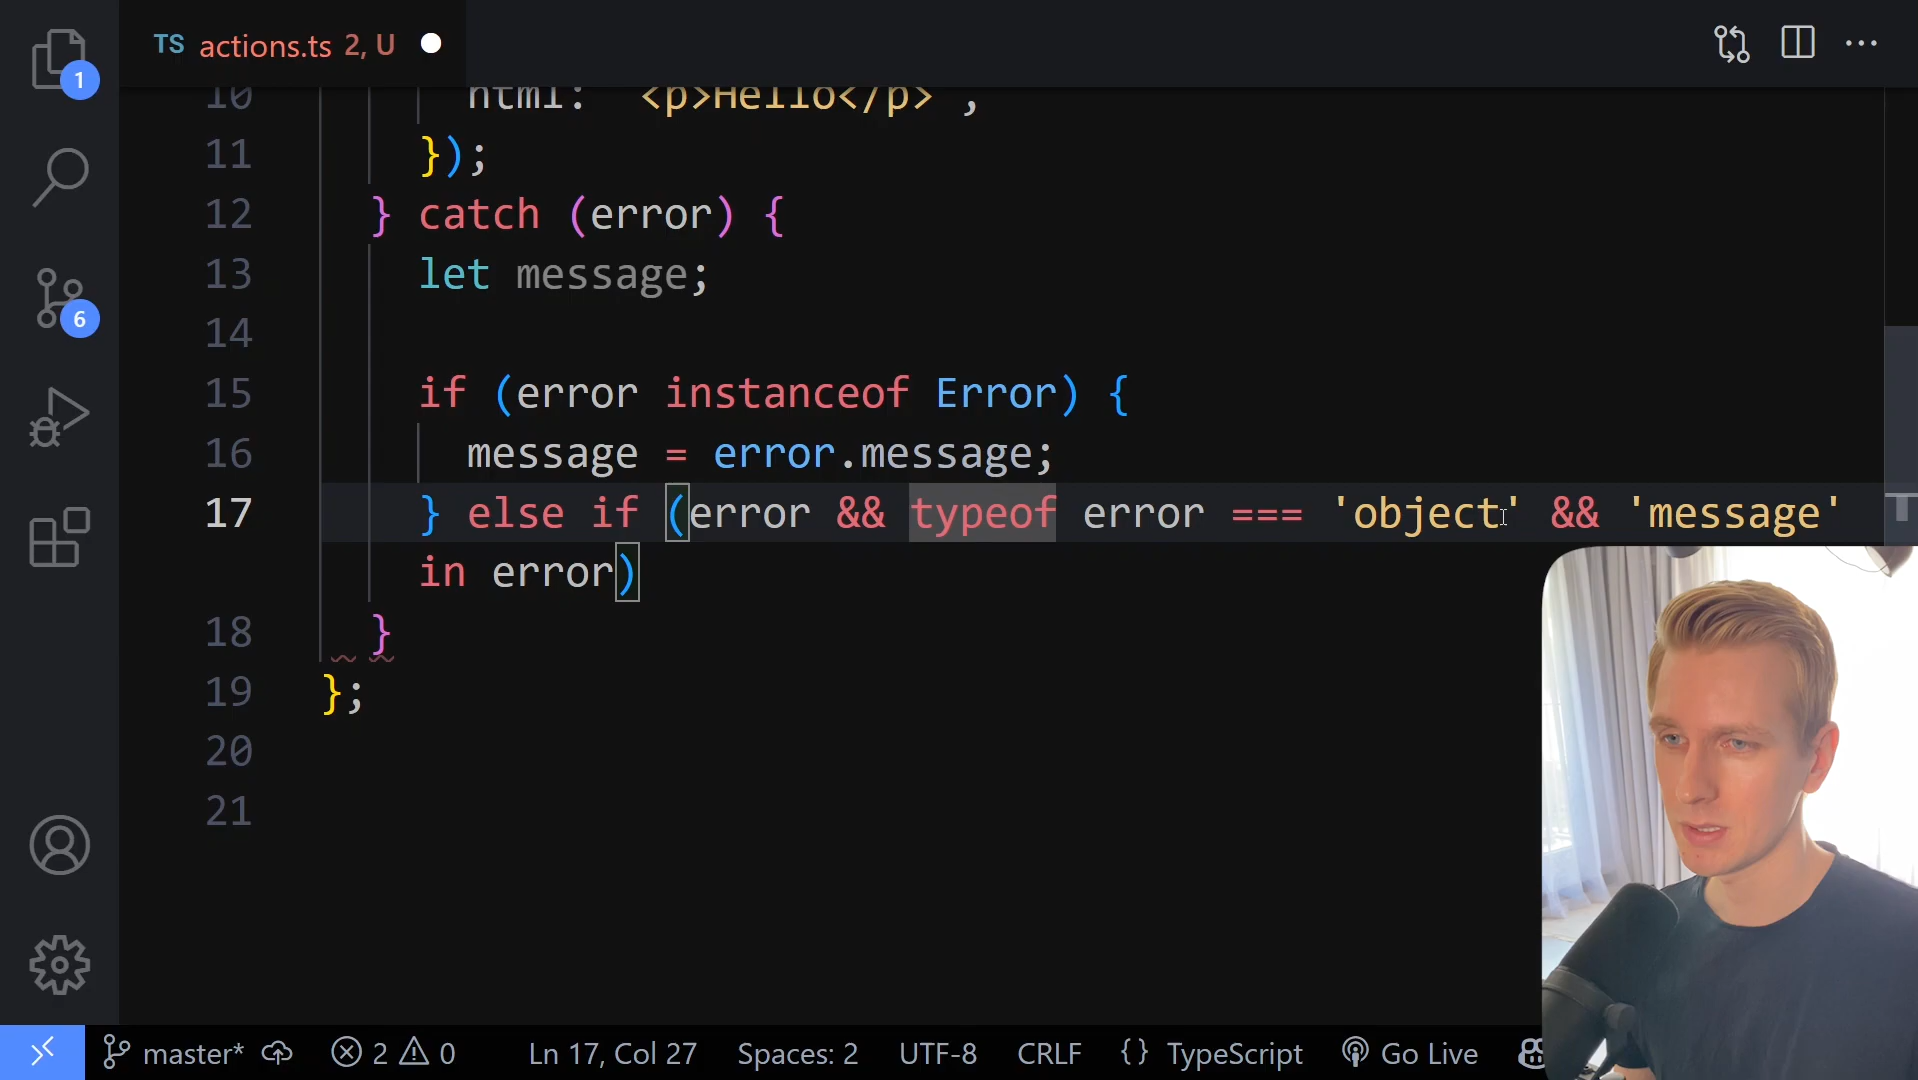 1
TS actions.ts 2, U
10 html: `<p>Hello</p>`,
11 });
12 } catch (error) {
13 let message;
14
15 if (error instanceof Error) {
16 message = error.message;
17 } else if (error && typeof error === 'object' && 'message'
in error)
18 }
19 };
20
21
6
master* 2 0 Ln 17, Col 27 Spaces: 2 UTF-8 CRLF {} TypeScript Go Live